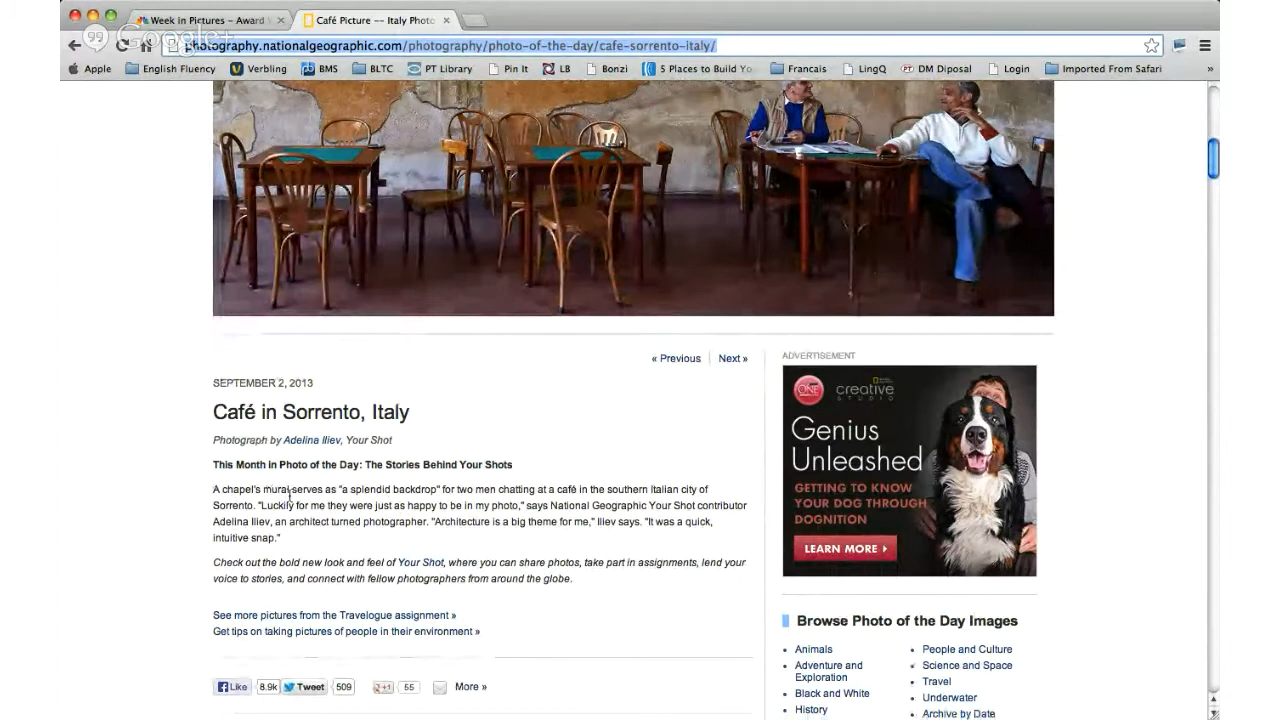 Week in Pictures – Award
Café Picture -- Italy Photo
Google+
photography.nationalgeographic.com/photography/photo-of-the-day/cafe-sorrento-italy/
Apple English Fluency Verbling BMS BLTC PT Library Pin It LB Bonzi 5 Places to Build Yo Francais LingQ DM Diposal Login Imported From Safari »
« Previous Next »
ADVERTISEMENT
SEPTEMBER 2, 2013
Café in Sorrento, Italy
Photograph by Adelina Iliev, Your Shot
This Month in Photo of the Day: The Stories Behind Your Shots
A chapel's mural serves as "a splendid backdrop" for two men chatting at a café in the southern Italian city of
Sorrento. "Luckily for me they were just as happy to be in my photo," says National Geographic Your Shot contributor
Adelina Iliev, an architect turned photographer. "Architecture is a big theme for me," Iliev says. "It was a quick,
intuitive snap."
Check out the bold new look and feel of Your Shot, where you can share photos, take part in assignments, lend your
voice to stories, and connect with fellow photographers from around the globe.
See more pictures from the Travelogue assignment »
Get tips on taking pictures of people in their environment »
Like 8.9k Tweet 509 +1 55 More »
ONE creative
STUDIO
Genius
Unleashed
GETTING TO KNOW
YOUR DOG THROUGH
DOGNITION
LEARN MORE
Browse Photo of the Day Images
Animals
Adventure and
Exploration
Black and White
History
People and Culture
Science and Space
Travel
Underwater
Archive by Date